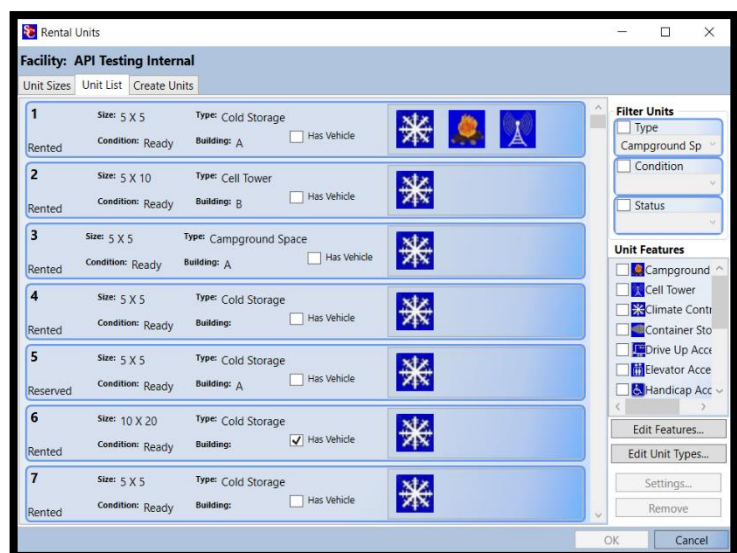 Rental Units
Facility: API Testing Internal
Unit Sizes Unit List Create Units
1 Size: 5 X 5 Type: Cold Storage
Rented Condition: Ready Building: A Has Vehicle
2 Size: 5 X 10 Type: Cell Tower
Rented Condition: Ready Building: B Has Vehicle
3 Size: 5 X 5 Type: Campground Space
Rented Condition: Ready Building: A Has Vehicle
4 Size: 5 X 5 Type: Cold Storage
Rented Condition: Ready Building: Has Vehicle
5 Size: 5 X 5 Type: Cold Storage
Reserved Condition: Ready Building: A Has Vehicle
6 Size: 10 X 20 Type: Cold Storage
Rented Condition: Ready Building: Has Vehicle
7 Size: 5 X 5 Type: Cold Storage
Rented Condition: Ready Building: Has Vehicle
Filter Units
Type
Campground Sp
Condition
Status
Unit Features
Campground
Cell Tower
Climate Contr
Container Sto
Drive Up Acce
Elevator Acce
Handicap Acc
Edit Features...
Edit Unit Types...
Settings...
Remove
OK Cancel